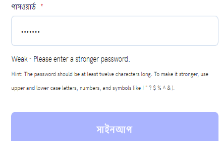 পাসওয়ার্ড *
•••••••
Weak - Please enter a stronger password.
Hint: The password should be at least twelve characters long. To make it stronger, use
upper and lower case letters, numbers, and symbols like ! " ? $ % ^ & ).
সাইনআপ